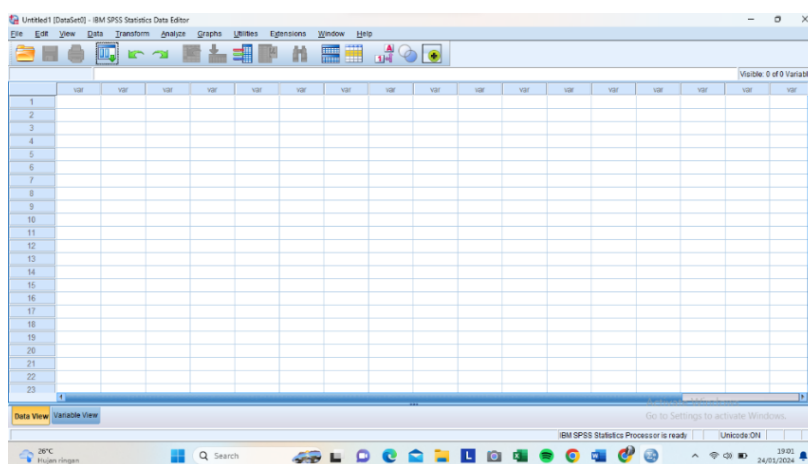 Untitled1 [DataSet0] - IBM SPSS Statistics Data Editor
File Edit View Data Transform Analyze Graphs Utilities Extensions Window Help
Visible: 0 of 0 Variabl
var var var var var var var var var var var var var var var var var
1
2
3
4
5
6
7
8
9
10
11
12
13
14
15
16
17
18
19
20
21
22
23
Data View Variable View
Go to Settings to activate Windows.
IBM SPSS Statistics Processor is ready Unicode:ON
26°C
Hujan ringan
Search
19:01
24/01/2024